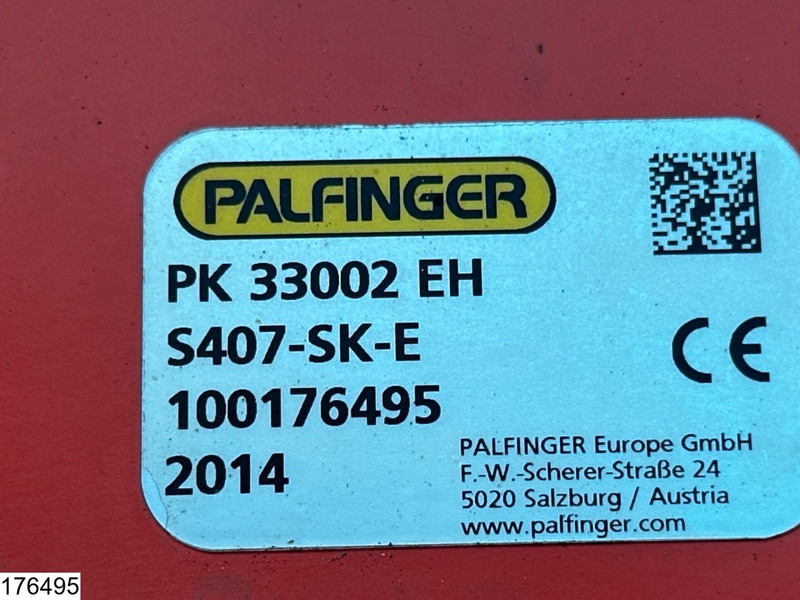 PALFINGER
PK 33002 EH
S407-SK-E
100176495
2014
CE
PALFINGER Europe GmbH
F.-W.-Scherer-Straße 24
5020 Salzburg / Austria
www.palfinger.com
176495